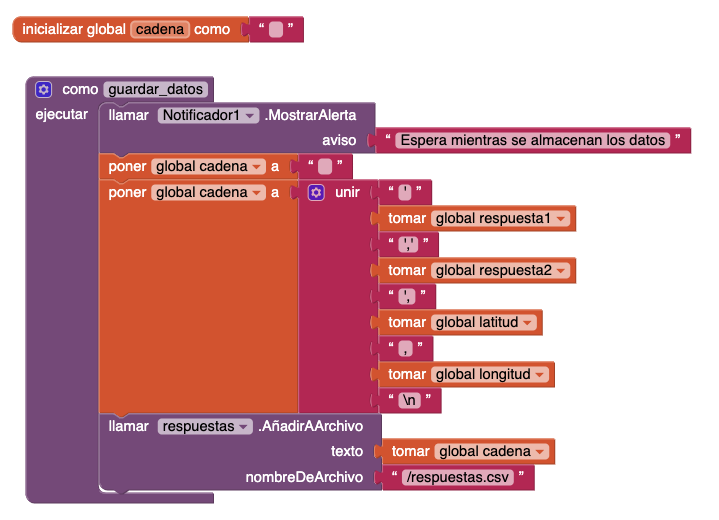 inicializar global cadena como “ ”
como guardar_datos
ejecutar llamar Notificador1 .MostrarAlerta
aviso “ Espera mientras se almacenan los datos ”
poner global cadena a “ ”
poner global cadena a unir “ ' ”
tomar global respuesta1
“ ',' ”
tomar global respuesta2
“ ', ”
tomar global latitud
“ , ”
tomar global longitud
“ \n ”
llamar respuestas .AñadirAArchivo
texto tomar global cadena
nombreDeArchivo “ /respuestas.csv ”